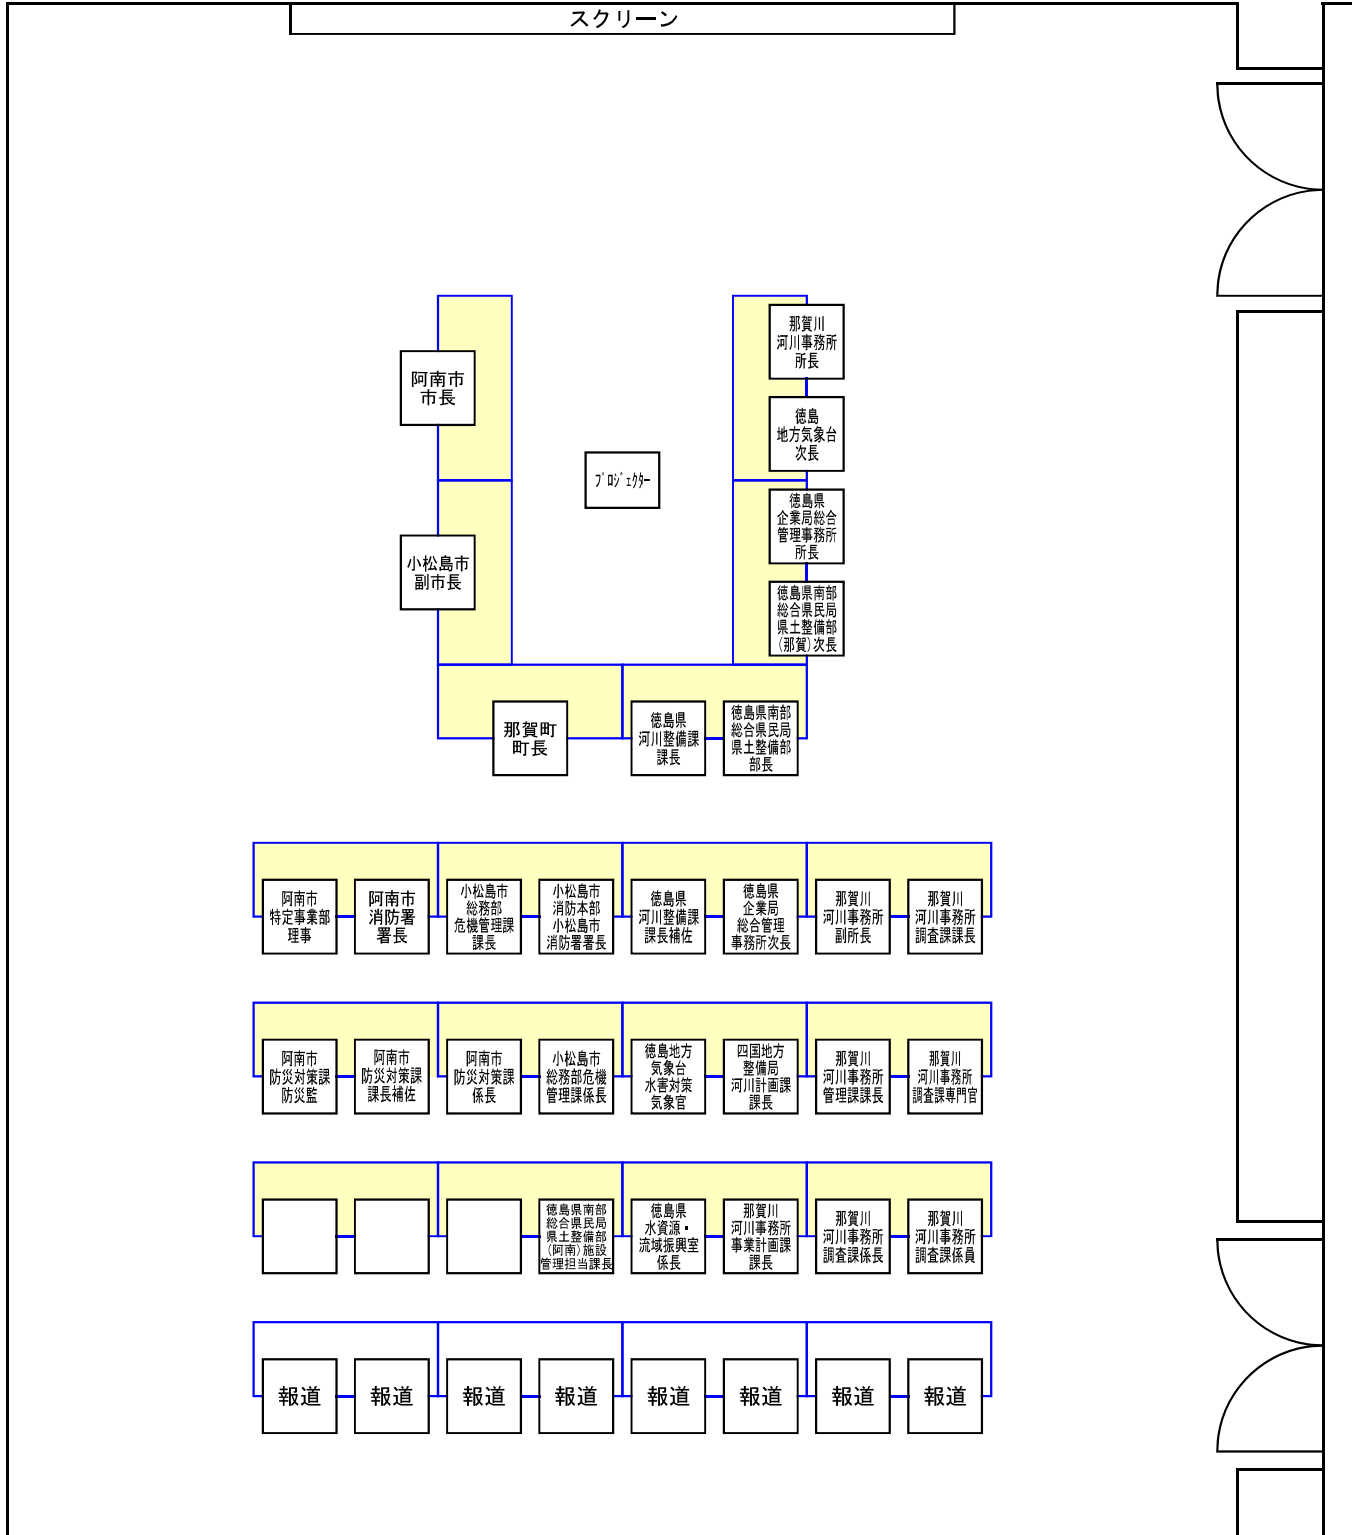 スクリーン
阿南市
市長
小松島市
副市長
プロジェクター
那賀川
河川事務所
所長
徳島
地方気象台
次長
徳島県
企業局総合
管理事務所
所長
徳島県南部
総合県民局
県土整備部
（那賀）次長
那賀町
町長
徳島県
河川整備課
課長
徳島県南部
総合県民局
県土整備部
部長
阿南市
特定事業部
理事
阿南市
消防署
署長
小松島市
総務部
危機管理課
課長
小松島市
消防本部
小松島市
消防署署長
徳島県
河川整備課
課長補佐
徳島県
企業局
総合管理
事務所次長
那賀川
河川事務所
副所長
那賀川
河川事務所
調査課課長
阿南市
防災対策課
防災監
阿南市
防災対策課
課長補佐
阿南市
防災対策課
係長
小松島市
総務部危機
管理課係長
徳島地方
気象台
水害対策
気象官
四国地方
整備局
河川計画課
課長
那賀川
河川事務所
管理課課長
那賀川
河川事務所
調査課専門官
徳島県南部
総合県民局
県土整備部
（阿南）施設
管理担当課長
徳島県
水資源・
流域振興室
係長
那賀川
河川事務所
事業計画課
課長
那賀川
河川事務所
調査課係長
那賀川
河川事務所
調査課係員
報道
報道
報道
報道
報道
報道
報道
報道